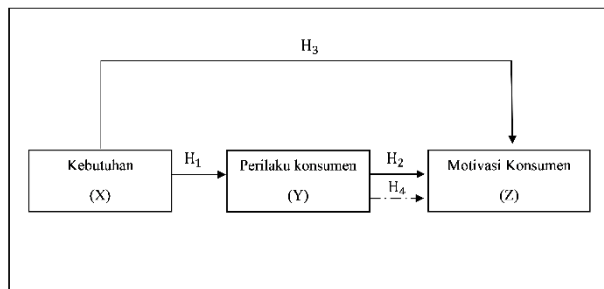 H₃
Kebutuhan
(X)
H₁
Perilaku konsumen
(Y)
H₂
H₄
Motivasi Konsumen
(Z)